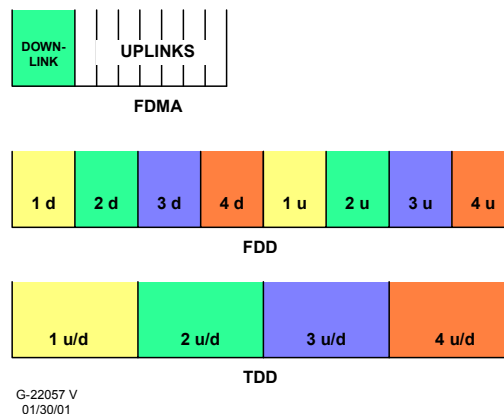 DOWN-
LINK
UPLINKS
FDMA
1 d 2 d 3 d 4 d 1 u 2 u 3 u 4 u
FDD
1 u/d 2 u/d 3 u/d 4 u/d
TDD
G-22057 V
01/30/01